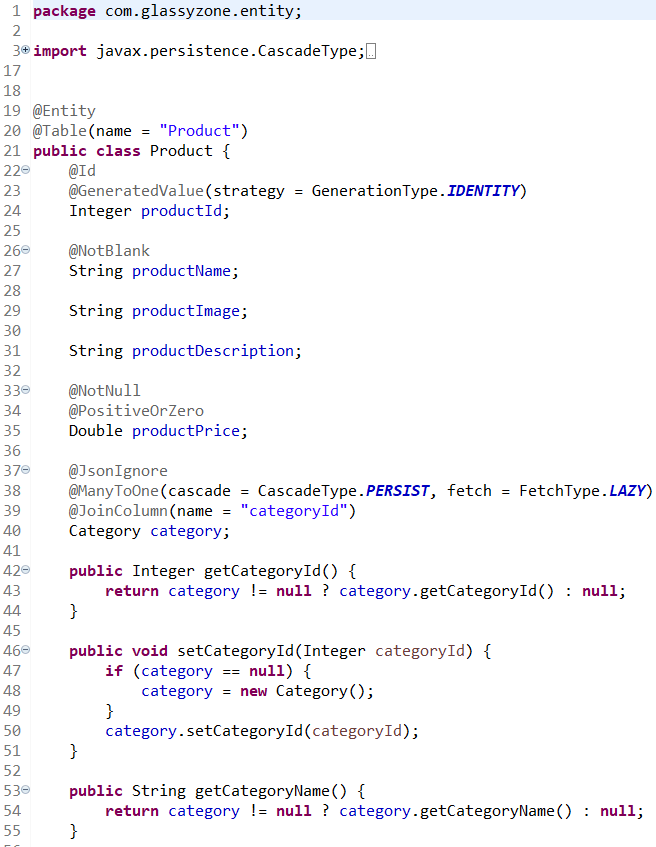 1 package com.glassyzone.entity;
2
3 import javax.persistence.CascadeType;
17
18
19 @Entity
20 @Table(name = "Product")
21 public class Product {
22 @Id
23 @GeneratedValue(strategy = GenerationType.IDENTITY)
24 Integer productId;
25
26 @NotBlank
27 String productName;
28
29 String productImage;
30
31 String productDescription;
32
33 @NotNull
34 @PositiveOrZero
35 Double productPrice;
36
37 @JsonIgnore
38 @ManyToOne(cascade = CascadeType.PERSIST, fetch = FetchType.LAZY)
39 @JoinColumn(name = "categoryId")
40 Category category;
41
42 public Integer getCategoryId() {
43 return category != null ? category.getCategoryId() : null;
44 }
45
46 public void setCategoryId(Integer categoryId) {
47 if (category == null) {
48 category = new Category();
49 }
50 category.setCategoryId(categoryId);
51 }
52
53 public String getCategoryName() {
54 return category != null ? category.getCategoryName() : null;
55 }